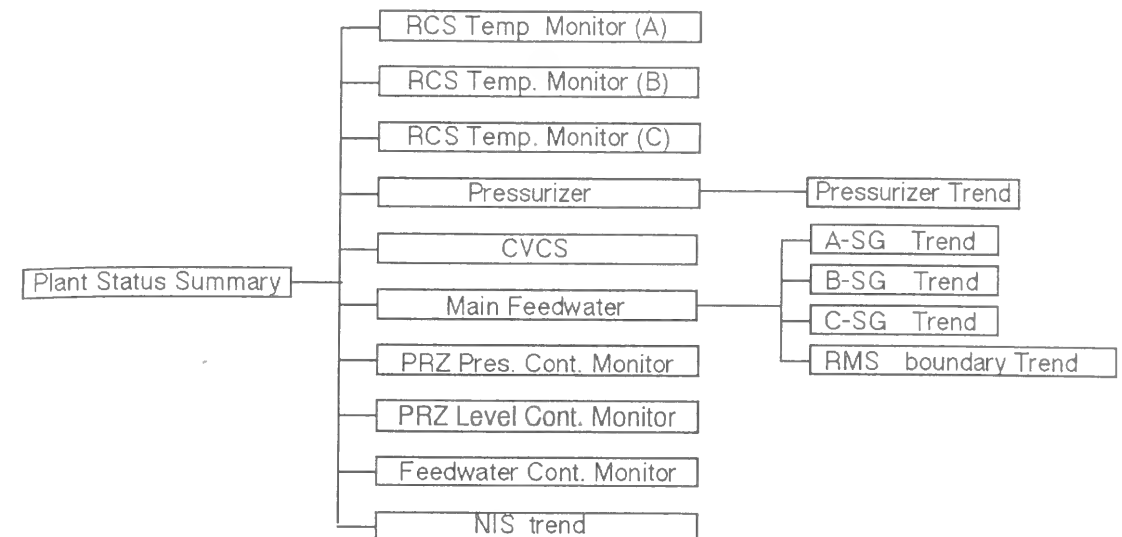 RCS Temp Monitor (A)
RCS Temp. Monitor (B)
RCS Temp. Monitor (C)
Pressurizer
Pressurizer Trend
CVCS
A-SG Trend
Plant Status Summary
B-SG Trend
Main Feedwater
C-SG Trend
RMS boundary Trend
PRZ Pres. Cont. Monitor
PRZ Level Cont. Monitor
Feedwater Cont. Monitor
NIS trend